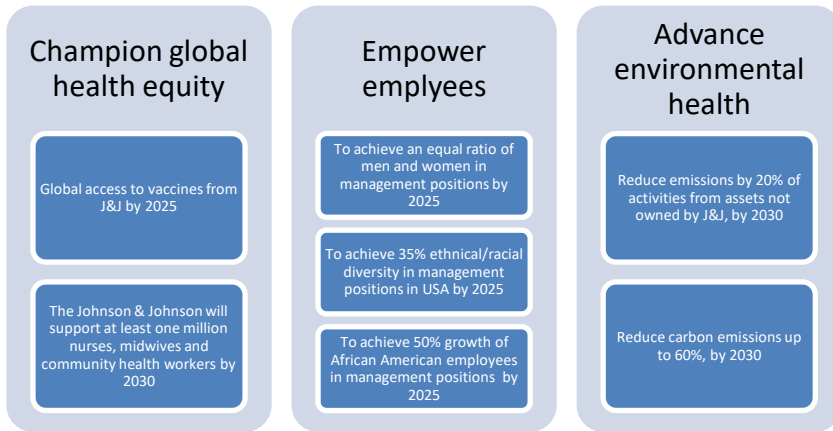 Champion global
health equity
Global access to vaccines from
J&J by 2025
The Johnson & Johnson will
support at least one million
nurses, midwives and
community health workers by
2030
Empower
emplyees
To achieve an equal ratio of
men and women in
management positions by
2025
To achieve 35% ethnical/racial
diversity in management
positions in USA by 2025
To achieve 50% growth of
African American employees
in management positions by
2025
Advance
environmental
health
Reduce emissions by 20% of
activities from assets not
owned by J&J, by 2030
Reduce carbon emissions up
to 60%, by 2030